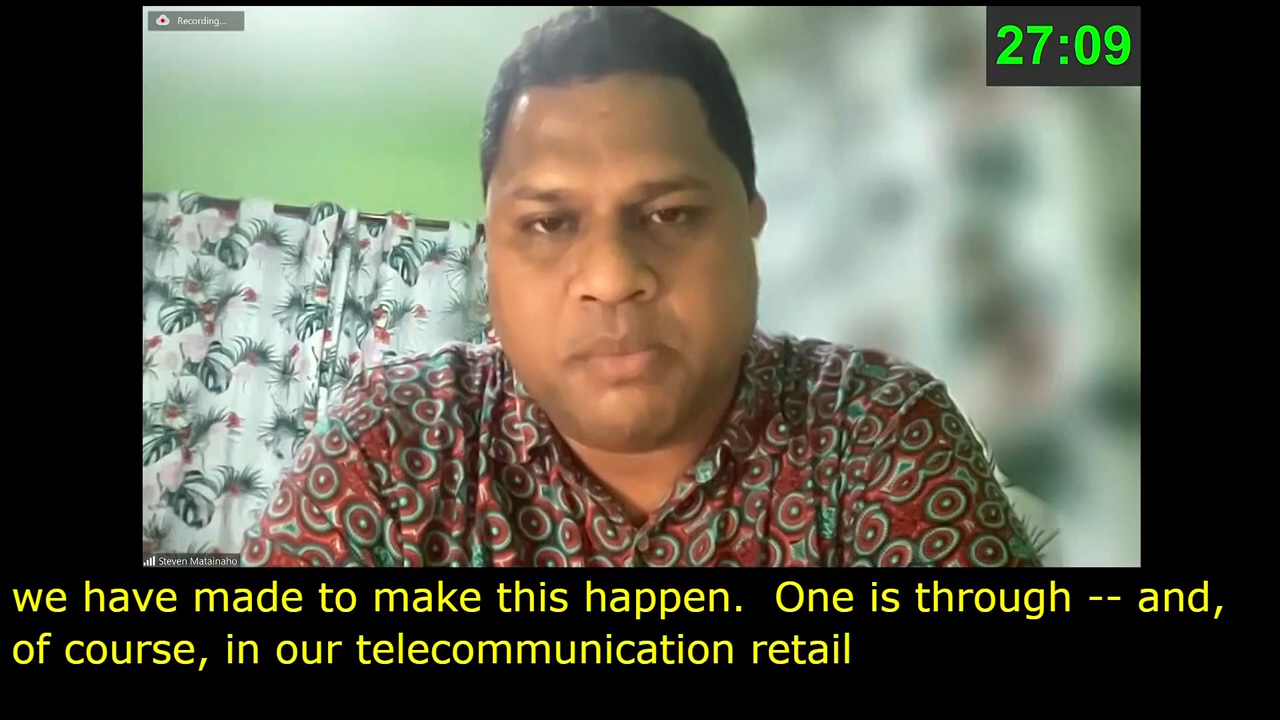 Recording...
27:09
Steven Matainaho
we have made to make this happen.  One is through -- and,
of course, in our telecommunication retail